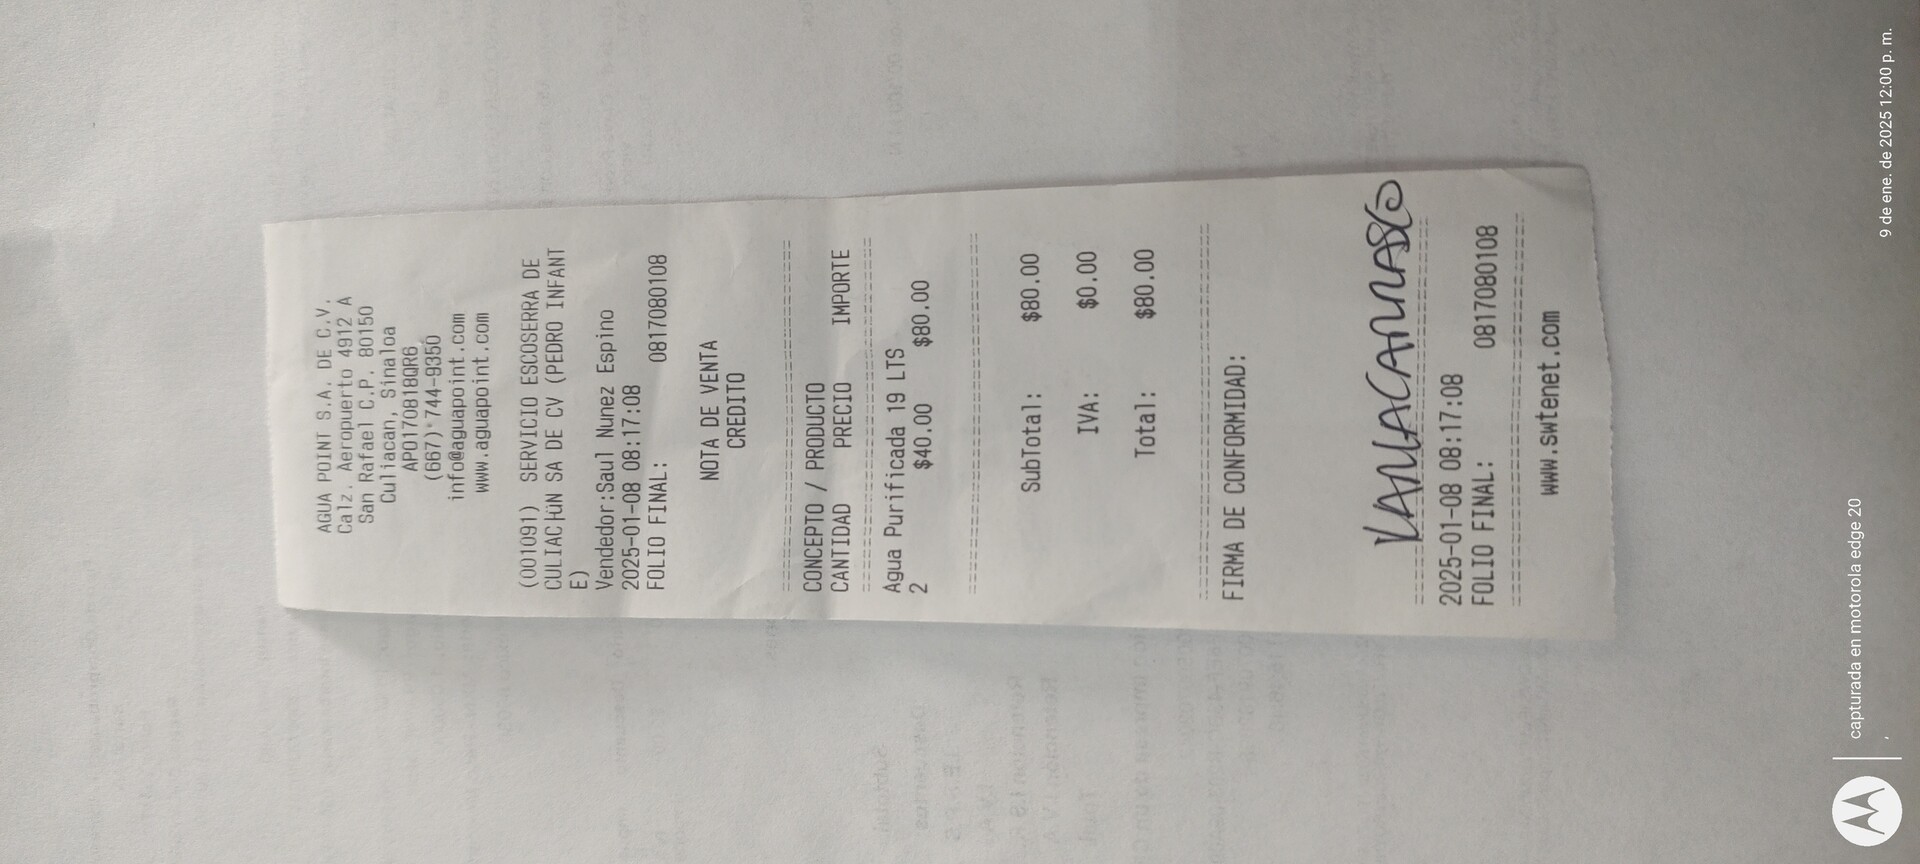 AGUA POINT S.A. DE C.V.
Calz. Aeropuerto 4912 A
San Rafael C.P. 80150
Culiacan, Sinaloa
APO170818QR6
(667) 744-9350
info@aguapoint.com
www.aguapoint.com
(001091) SERVICIO ESCOSERRA DE
CULIAC├üN SA DE CV (PEDRO INFANT
E)
Vendedor:Saul Nunez Espino
2025-01-08 08:17:08
FOLIO FINAL: 0817080108
NOTA DE VENTA
CREDITO
CONCEPTO / PRODUCTO
CANTIDAD PRECIO IMPORTE
Agua Purificada 19 LTS
2 $40.00 $80.00
SubTotal: $80.00
IVA: $0.00
Total: $80.00
FIRMA DE CONFORMIDAD:
2025-01-08 08:17:08
FOLIO FINAL: 0817080108
www.swtenet.com
capturada en motorola edge 20
9 de ene. de 2025 12:00 p. m.